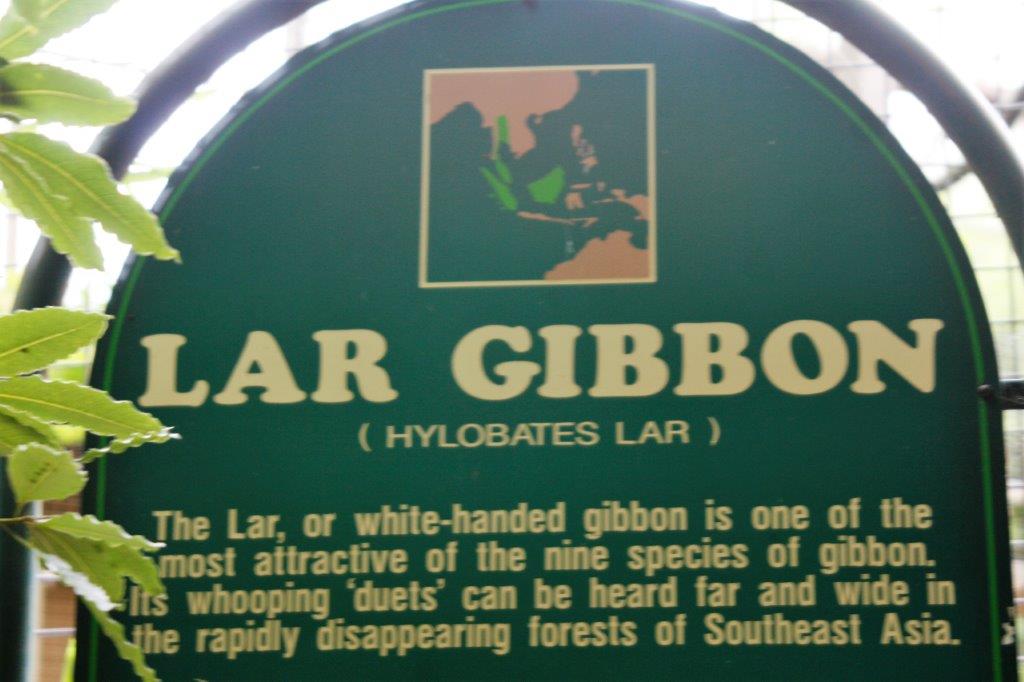 LAR GIBBON
( HYLOBATES LAR )
The Lar, or white-handed gibbon is one of the
most attractive of the nine species of gibbon.
Its whooping 'duets' can be heard far and wide in
the rapidly disappearing forests of Southeast Asia.